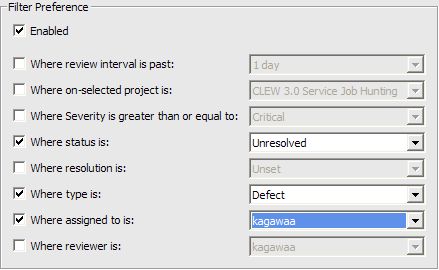 Filter Preference
Enabled
Where review interval is past: 1 day
Where on-selected project is: CLEW 3.0 Service Job Hunting
Where Severity is greater than or equal to: Critical
Where status is: Unresolved
Where resolution is: Unset
Where type is: Defect
Where assigned to is: kagawaa
Where reviewer is: kagawaa